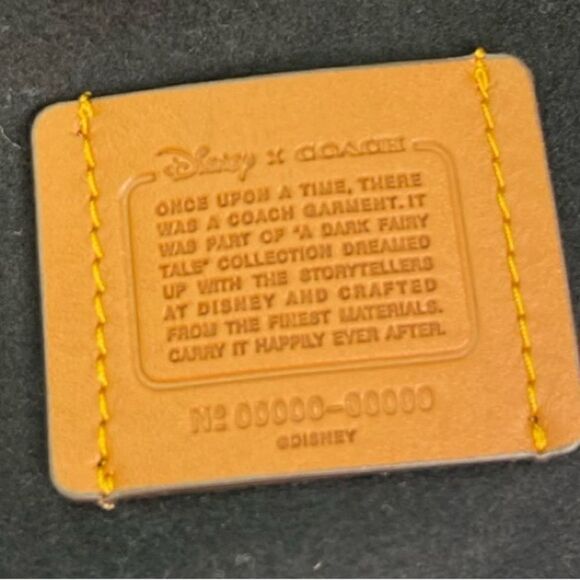 Disney X COACH
ONCE UPON A TIME, THERE
WAS A COACH GARMENT. IT
WAS PART OF "A DARK FAIRY
TALE" COLLECTION DREAMED
UP WITH THE STORYTELLERS
AT DISNEY AND CRAFTED
FROM THE FINEST MATERIALS.
CARRY IT HAPPILY EVER AFTER.
Nº 00000-00000
©DISNEY